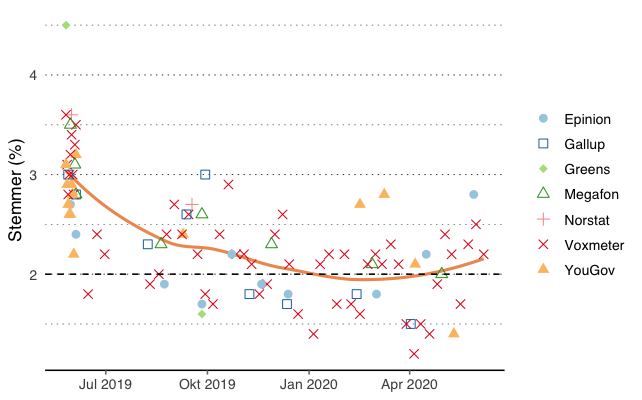 Stemmer (%)
4
3
2
Jul 2019
Okt 2019
Jan 2020
Apr 2020
Epinion
Gallup
Greens
Megafon
Norstat
Voxmeter
YouGov